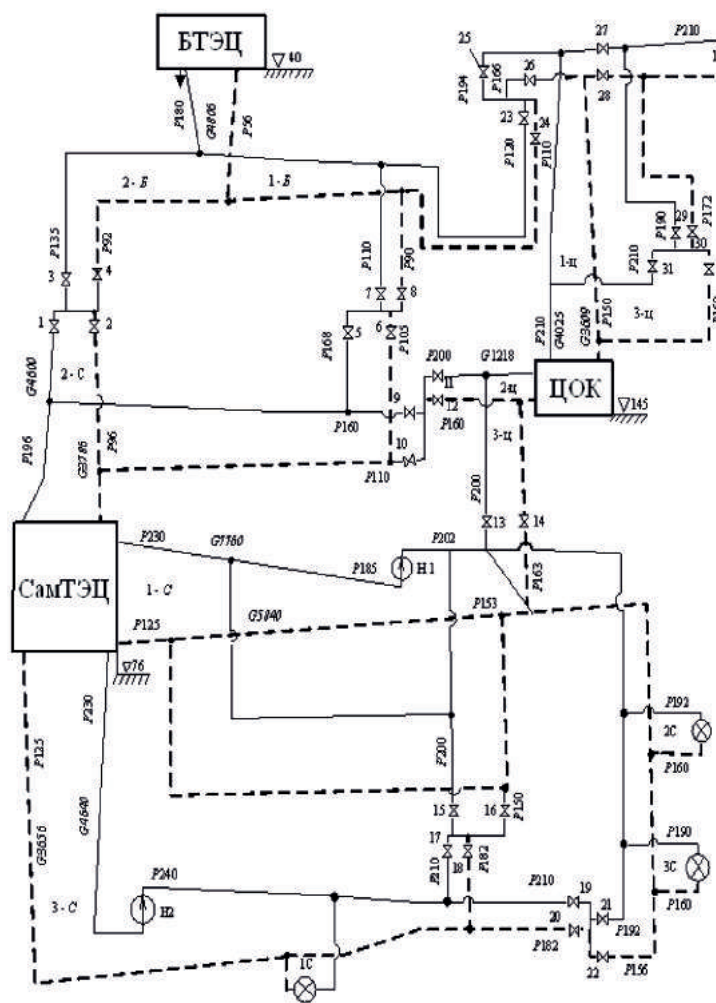 БТЭЦ
▽40
P180
G4806
P56
25
27
P210
P194
P166
26
28
23
24
P120
P110
2 - Б
1 - Б
P135
P92
3
4
P110
P90
7
8
1
2
5
6
P168
P105
G4600
2 - С
P196
G3786
P96
P160
9
10
P110
P200
11
12
P160
G1218
2ц
3-ц
ЦОК
▽145
1-ц
P210
G4025
G3609
P150
3-ц
P210
31
P190
29
30
P172
P200
13
14
P163
СамТЭЦ
P230
G7760
P185
Н1
P202
1 - С
P125
G5840
P153
▽76
P125
P230
G3656
G4640
3 - С
P200
15
16
P150
17
18
P210
P182
P240
Н2
1С
P210
19
20
21
22
P182
P192
P156
P192
2С
P160
P190
3С
P160